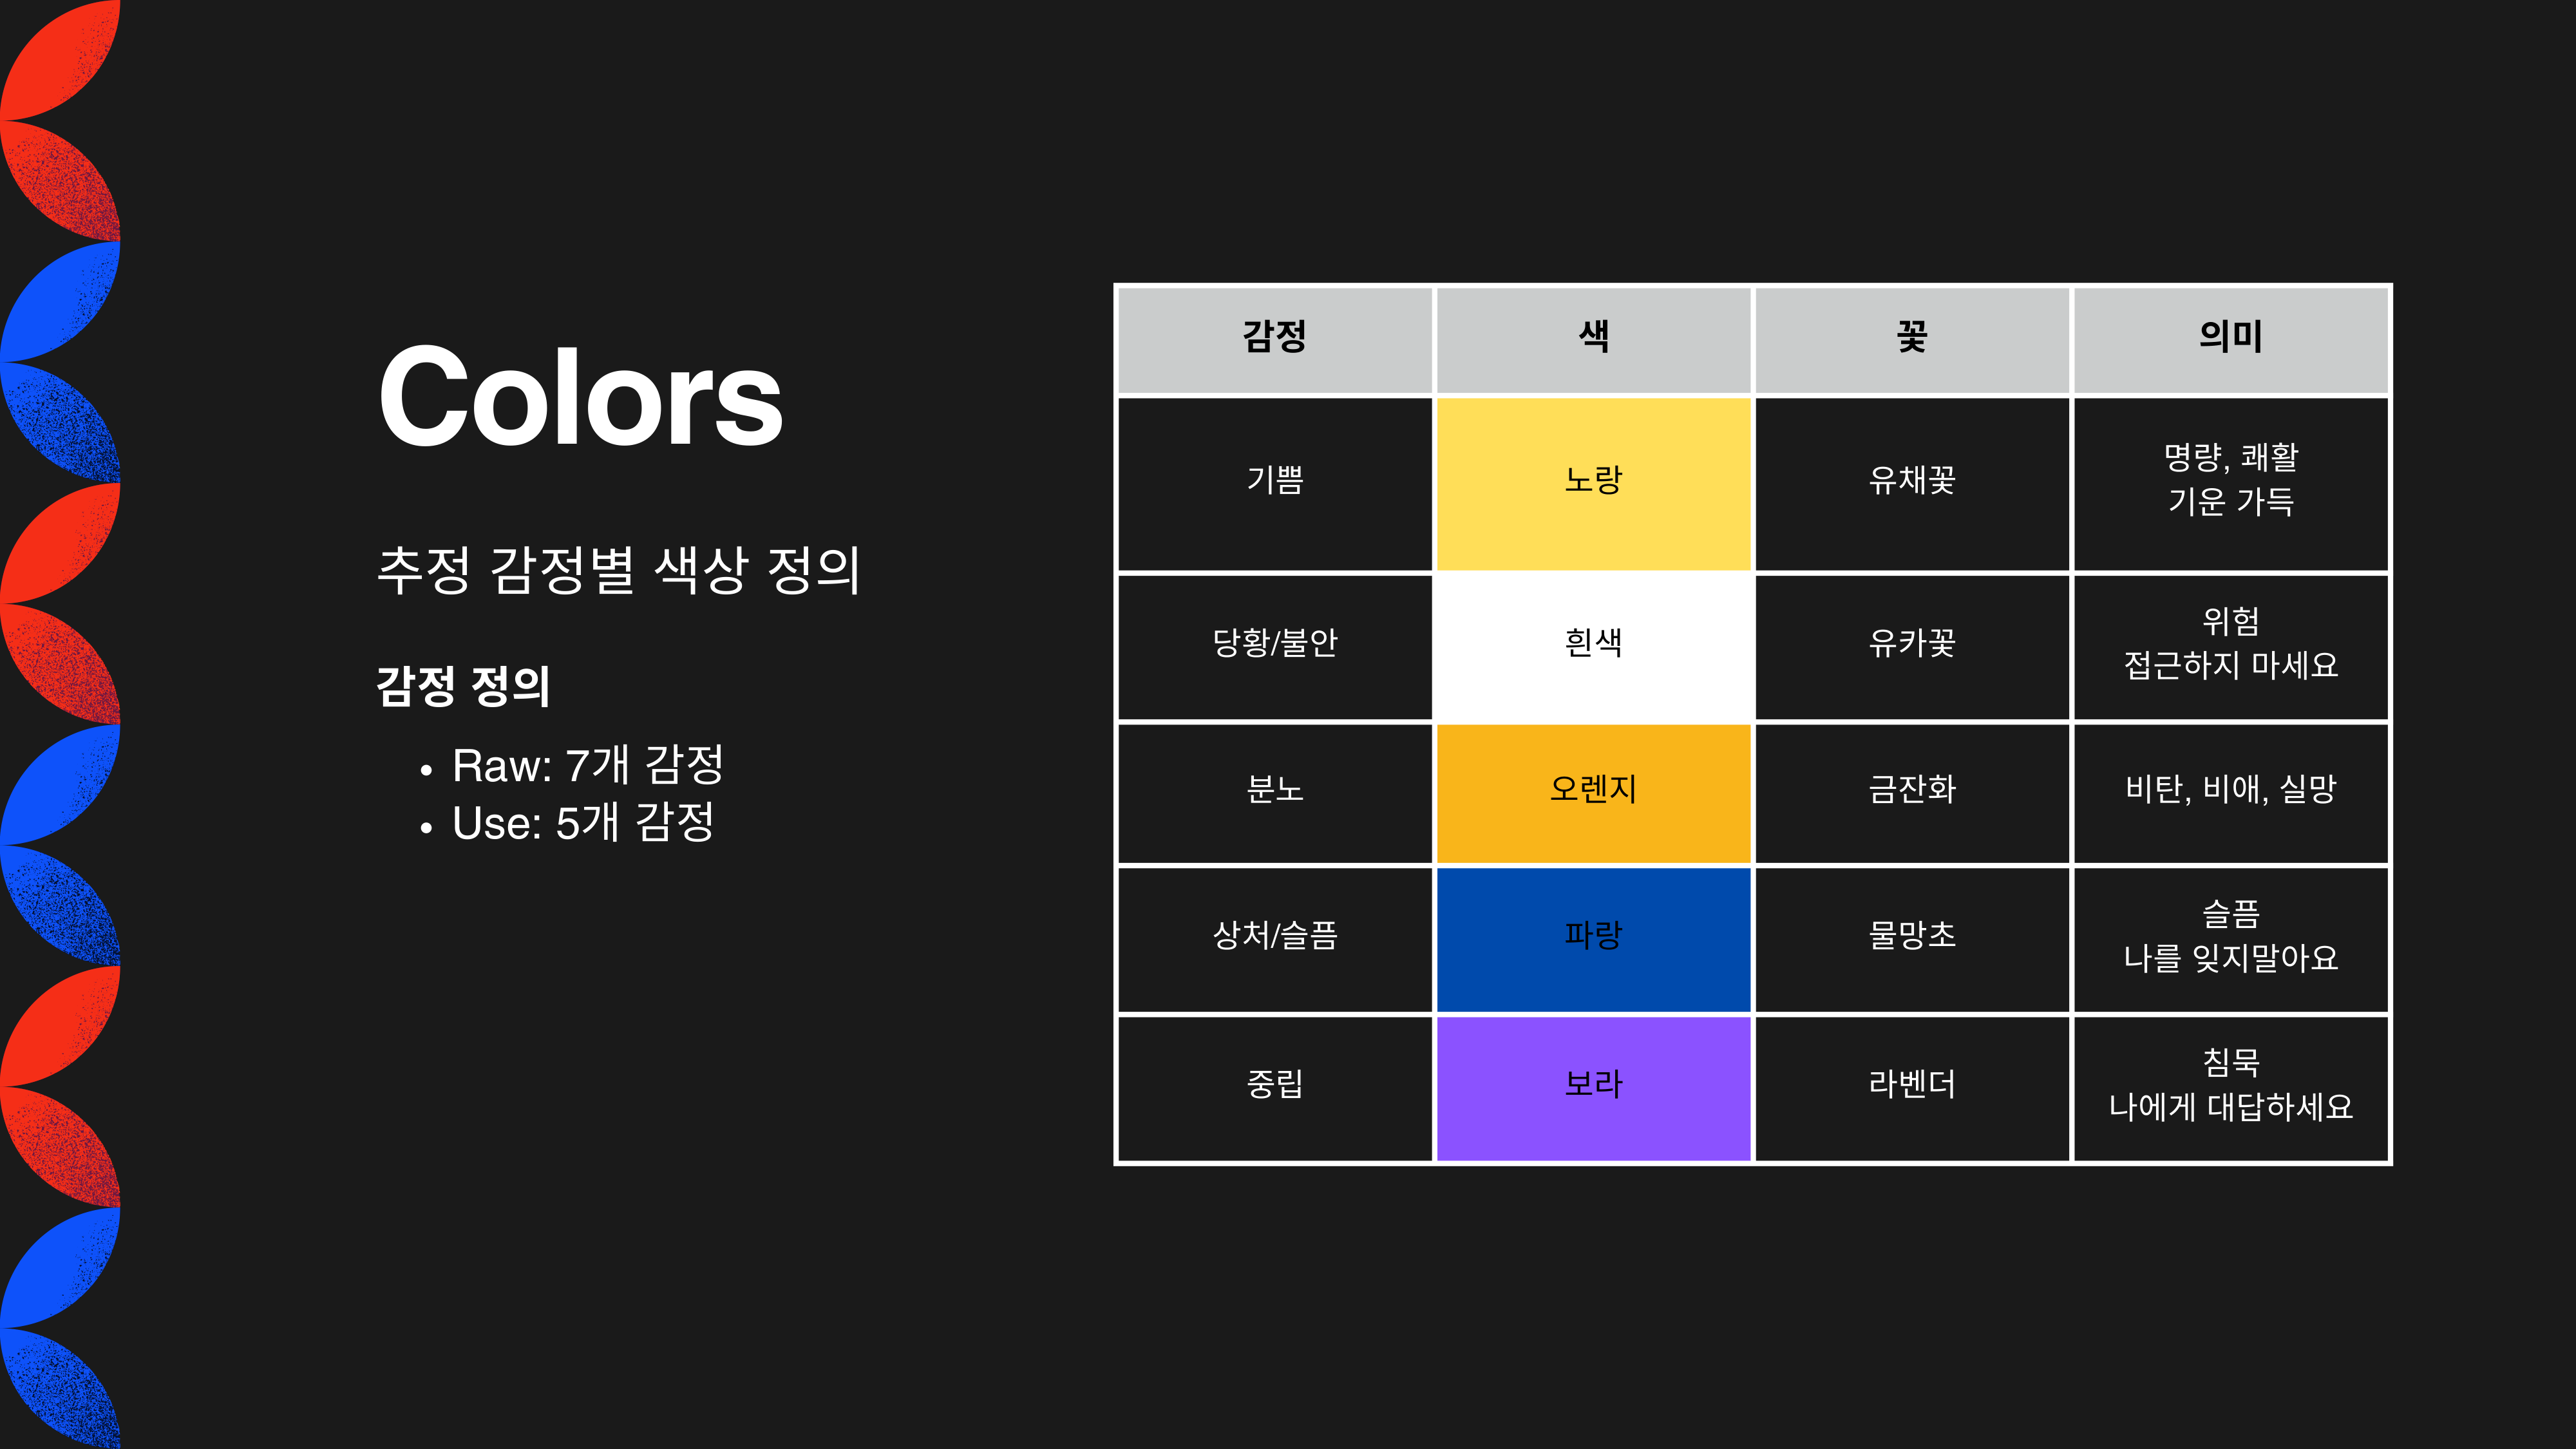 Colors
추정 감정별 색상 정의
감정 정의
• Raw: 7개 감정
• Use: 5개 감정
감정 색 꽃 의미
기쁨 노랑 유채꽃 명량, 쾌활
기운 가득
당황/불안 흰색 유카꽃 위험
접근하지 마세요
분노 오렌지 금잔화 비탄, 비애, 실망
상처/슬픔 파랑 물망초 슬픔
나를 잊지말아요
중립 보라 라벤더 침묵
나에게 대답하세요